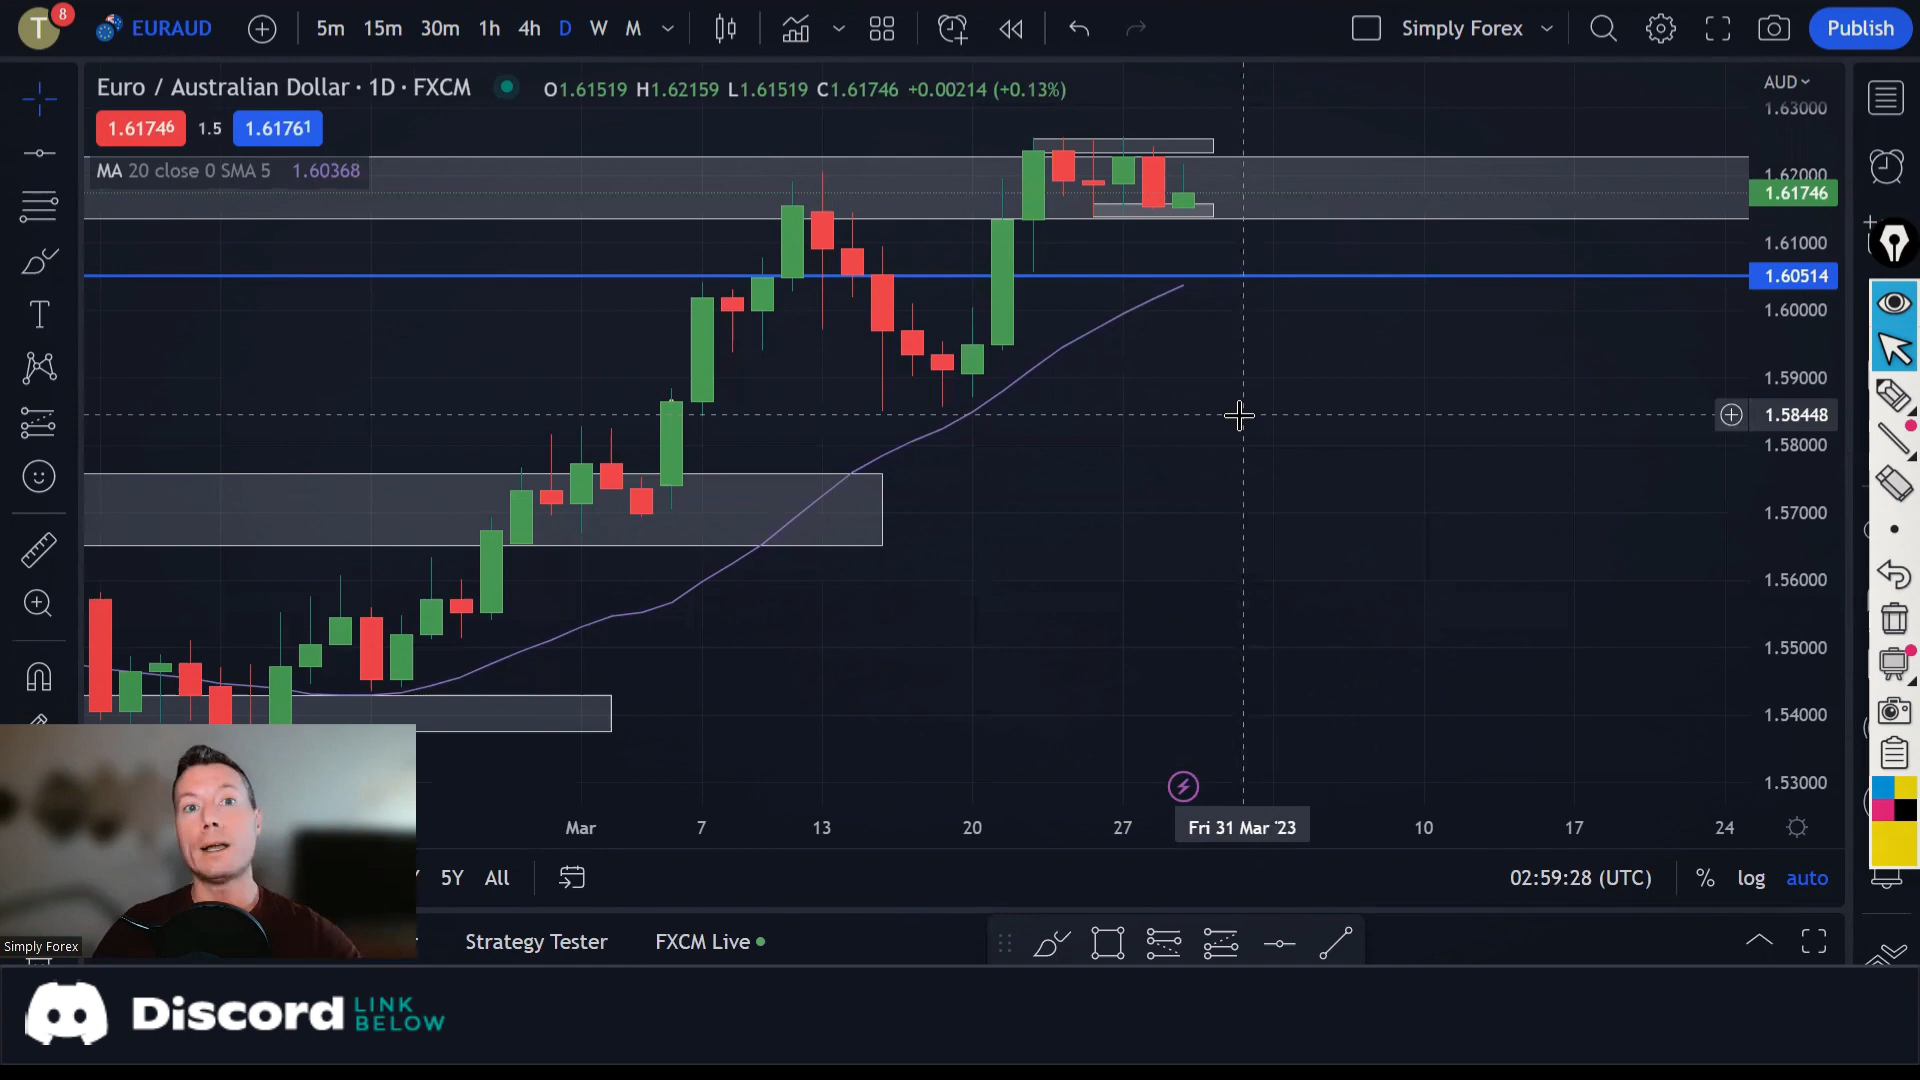 T 8 EURAUD 5m 15m 30m 1h 4h D W M Simply Forex Publish
Euro / Australian Dollar · 1D · FXCM O1.61519 H1.62159 L1.61519 C1.61746 +0.00214 (+0.13%) AUD
1.63000
1.61746 1.5 1.61761
MA 20 close 0 SMA 5 1.60368
1.62000
1.61746
1.61000
1.60514
1.60000
1.59000
1.58448
1.58000
1.57000
1.56000
1.55000
1.54000
1.53000
Mar 7 13 20 27 Fri 31 Mar '23 10 17 24
5Y All 02:59:28 (UTC) % log auto
Simply Forex
Strategy Tester FXCM Live
Discord LINK
BELOW